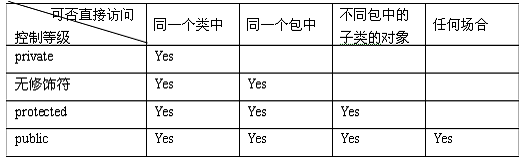 可否直接访问 同一个类中 同一个包中 不同包中的子类的对象 任何场合
控制等级
private Yes
无修饰符 Yes Yes
protected Yes Yes Yes
public Yes Yes Yes Yes